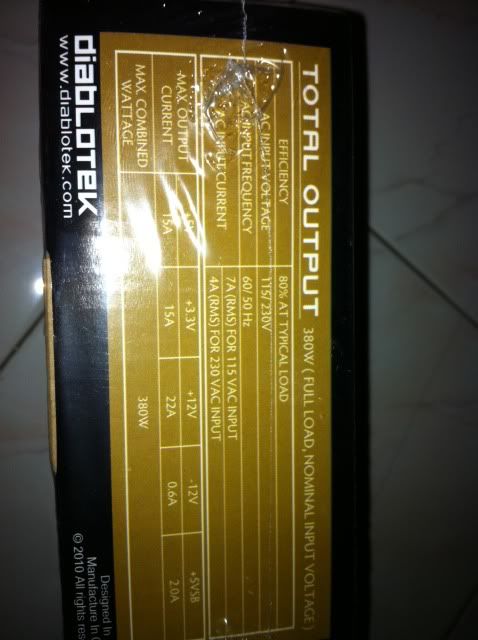 TOTAL OUTPUT 380W ( FULL LOAD, NOMINAL INPUT VOLTAGE )
EFFICIENCY 80% AT TYPICAL LOAD
AC INPUT VOLTAGE 115/230V
AC INPUT FREQUENCY 60/50 Hz
AC INPUT CURRENT 7A (RMS) FOR 115 VAC INPUT
4A (RMS) FOR 230 VAC INPUT
MAX. OUTPUT +5V +3.3V +12V -12V +5VSB
CURRENT 15A 15A 22A 0.6A 2.0A
MAX. COMBINED
WATTAGE 380W
DIABLOTEK
www.diablotek.com
Designed In
Manufacture In
© 2010 All rights